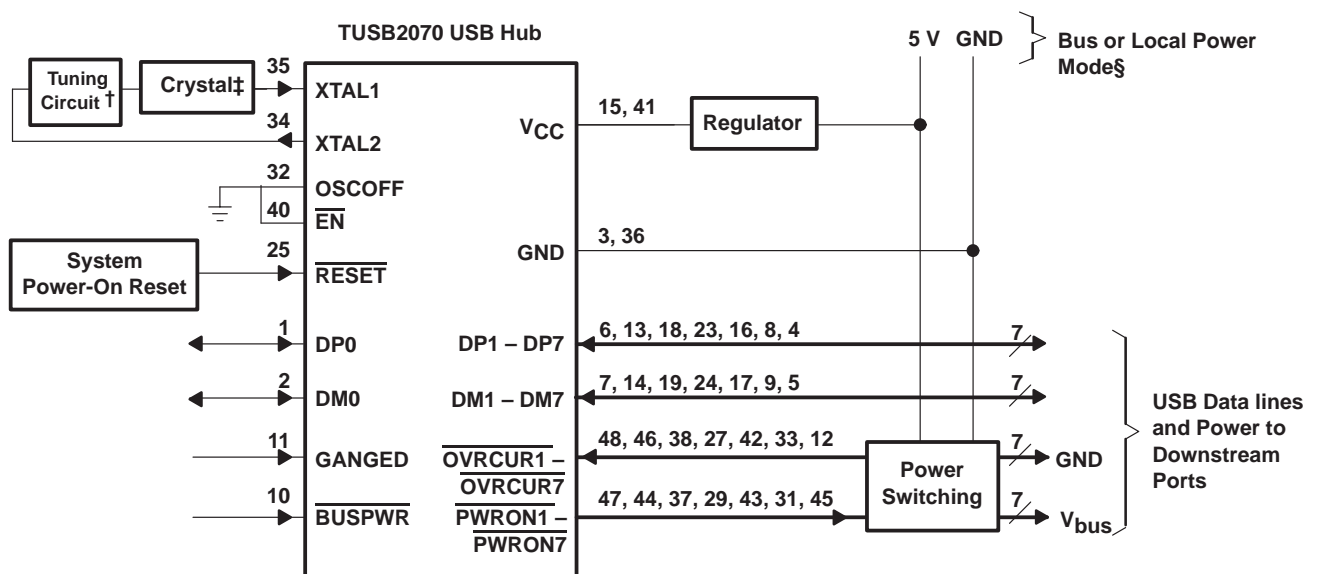 TUSB2070 USB Hub
5 V GND
Bus or Local Power
Mode§
Tuning
Circuit †
Crystal‡
35
XTAL1
34
XTAL2
32
OSCOFF
40
EN
System
Power-On Reset
25
RESET
1
DP0
2
DM0
11
GANGED
10
BUSPWR
VCC
15, 41
Regulator
GND
3, 36
DP1 – DP7
6, 13, 18, 23, 16, 8, 4
7
DM1 – DM7
7, 14, 19, 24, 17, 9, 5
7
OVRCUR1 –
OVRCUR7
48, 46, 38, 27, 42, 33, 12
PWRON1 –
PWRON7
47, 44, 37, 29, 43, 31, 45
Power
Switching
7
GND
7
Vbus
USB Data lines
and Power to
Downstream
Ports